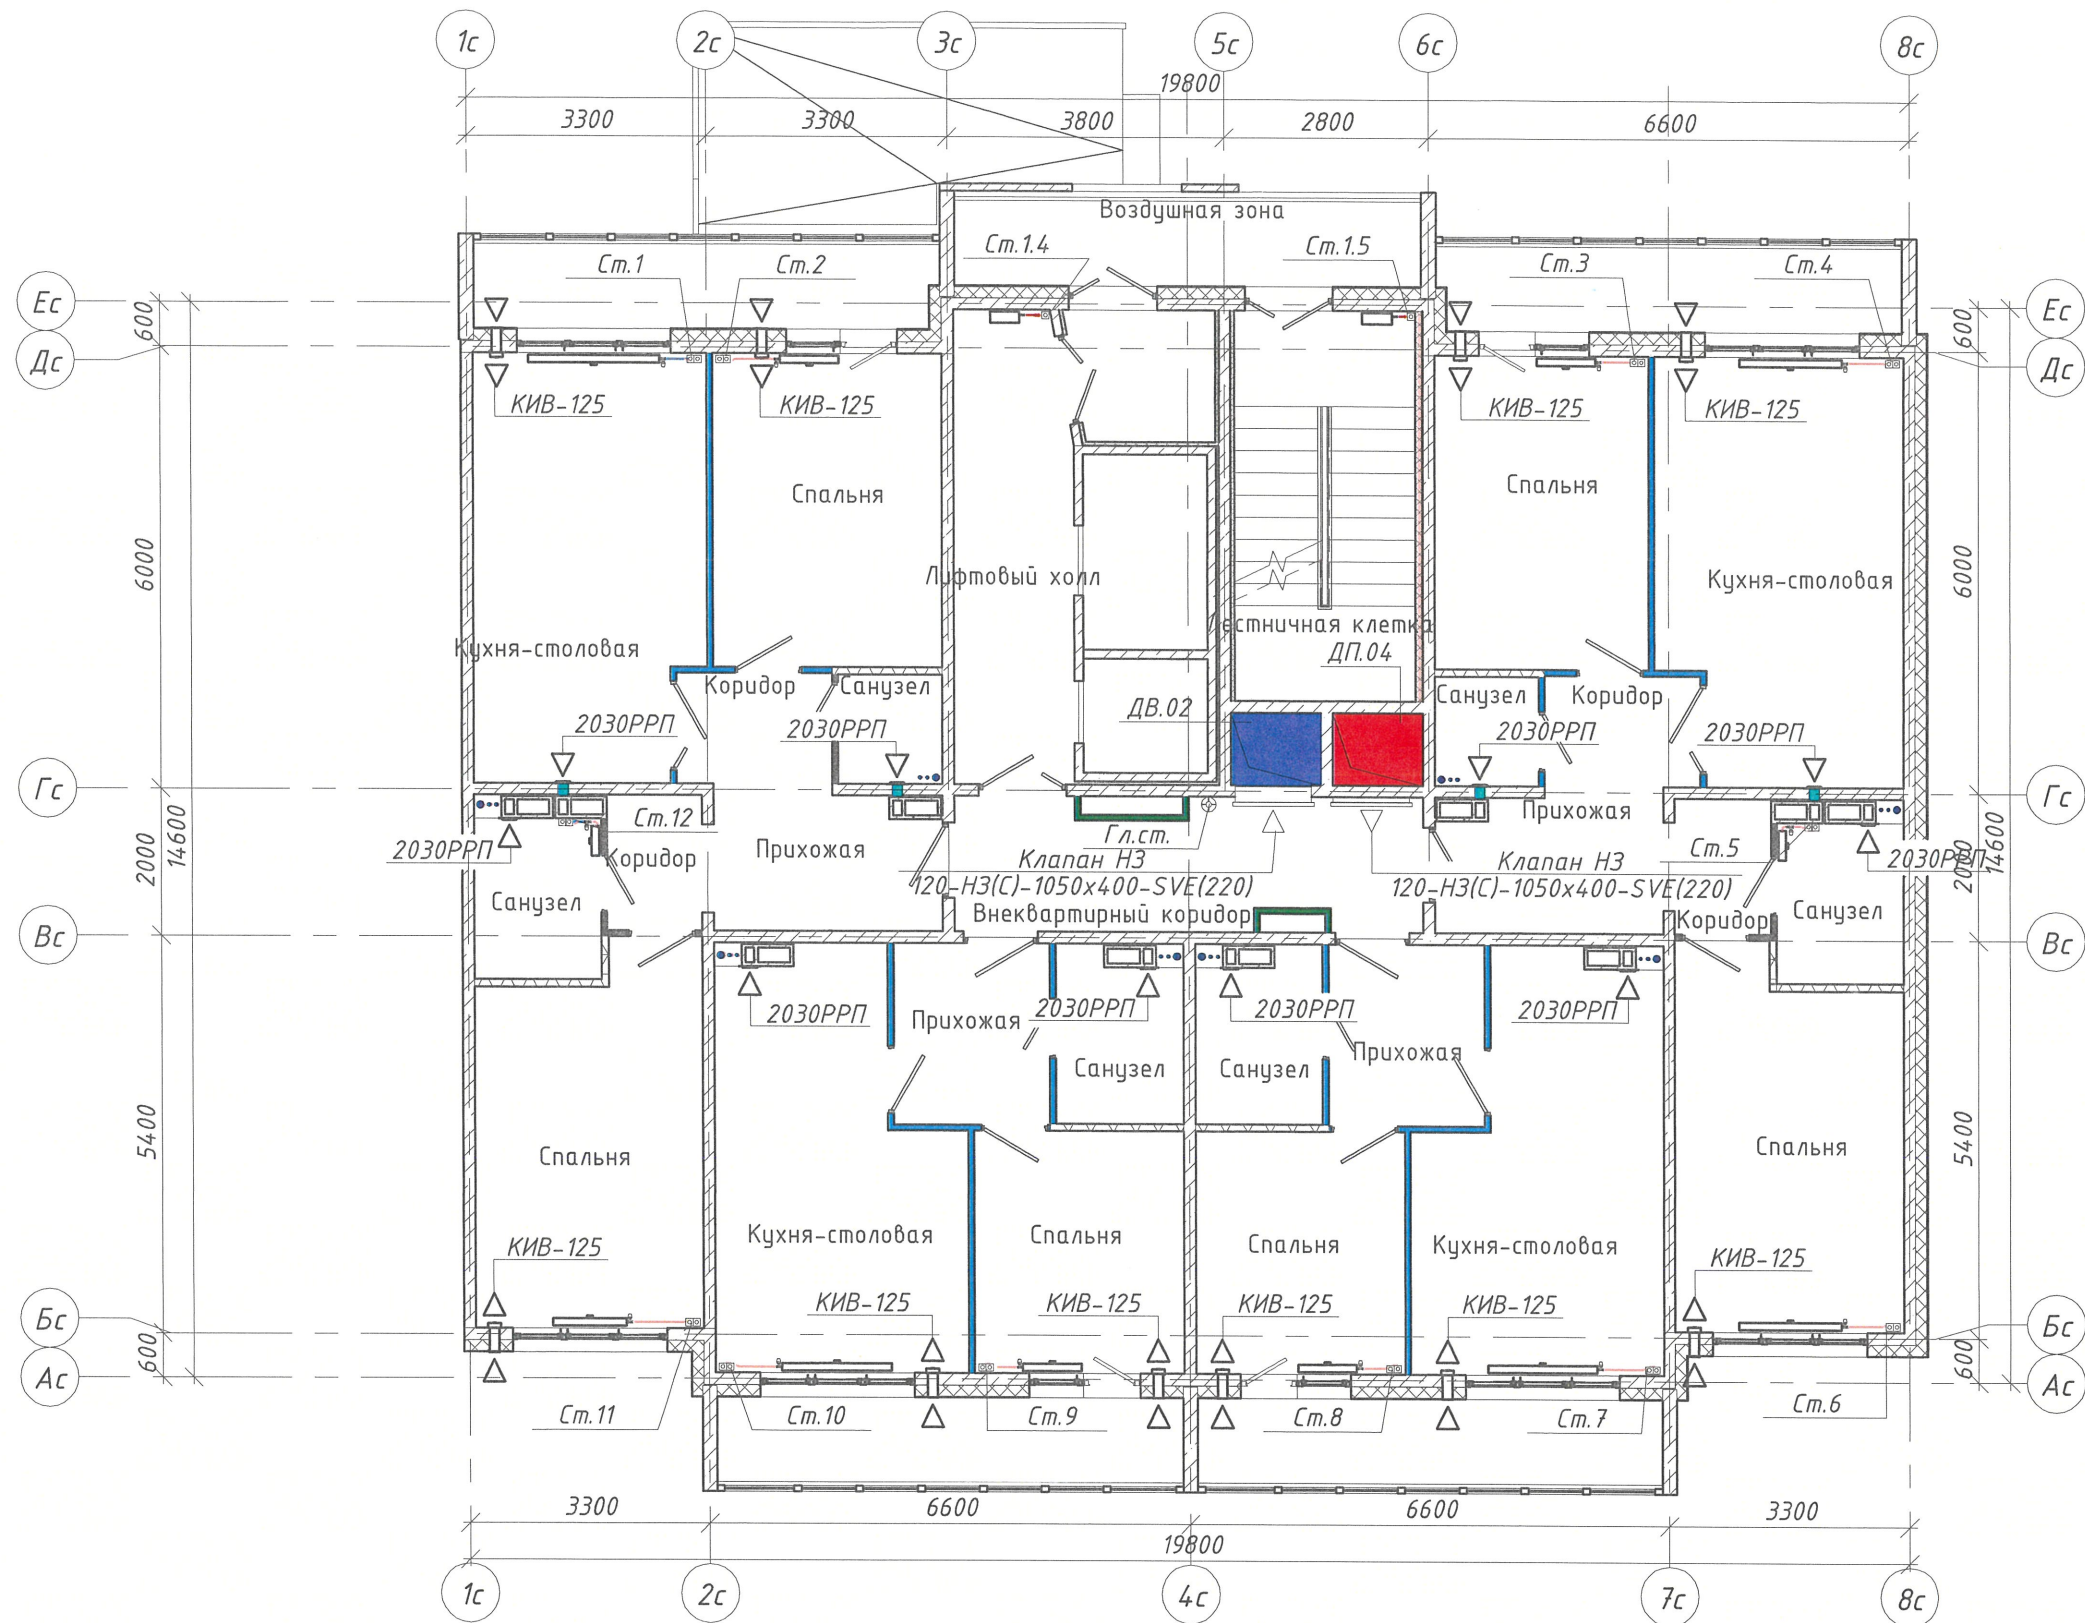 1с 2с 3с 5с 6с 8с
19800
3300 3300 3800 2800 6600
Воздушная зона
Ст.1 Ст.2 Ст.1.4 Ст.1.5 Ст.3 Ст.4
Ес 600 600 Ес
Дс Дс
КИВ-125 КИВ-125 КИВ-125 КИВ-125
Спальня Спальня
6000 Лифтовый холл Кухня-столовая 6000
Кухня-столовая Лестничная клетка
ДП.04
Коридор Санузел Санузел Коридор
ДВ.02
2030РРП 2030РРП 2030РРП 2030РРП
Гс Гс
Ст.12 Прихожая
2000 14600 2030РРП Коридор Прихожая Гл.ст. Ст.5 2030РРП 2000 14600
Клапан НЗ Клапан НЗ
120-НЗ(С)-1050х400-SVE(220) 120-НЗ(С)-1050х400-SVE(220)
Санузел Внеквартирный коридор Коридор Санузел
Вс Вс
2030РРП Прихожая 2030РРП 2030РРП 2030РРП
Прихожая
Санузел Санузел
5400 Спальня Спальня 5400
Кухня-столовая Спальня Спальня Кухня-столовая
КИВ-125 КИВ-125
КИВ-125 КИВ-125 КИВ-125 КИВ-125
Бс Бс
600 600
Ас Ас
Ст.11 Ст.10 Ст.9 Ст.8 Ст.7 Ст.6
3300 6600 6600 3300
19800
1с 2с 4с 7с 8с